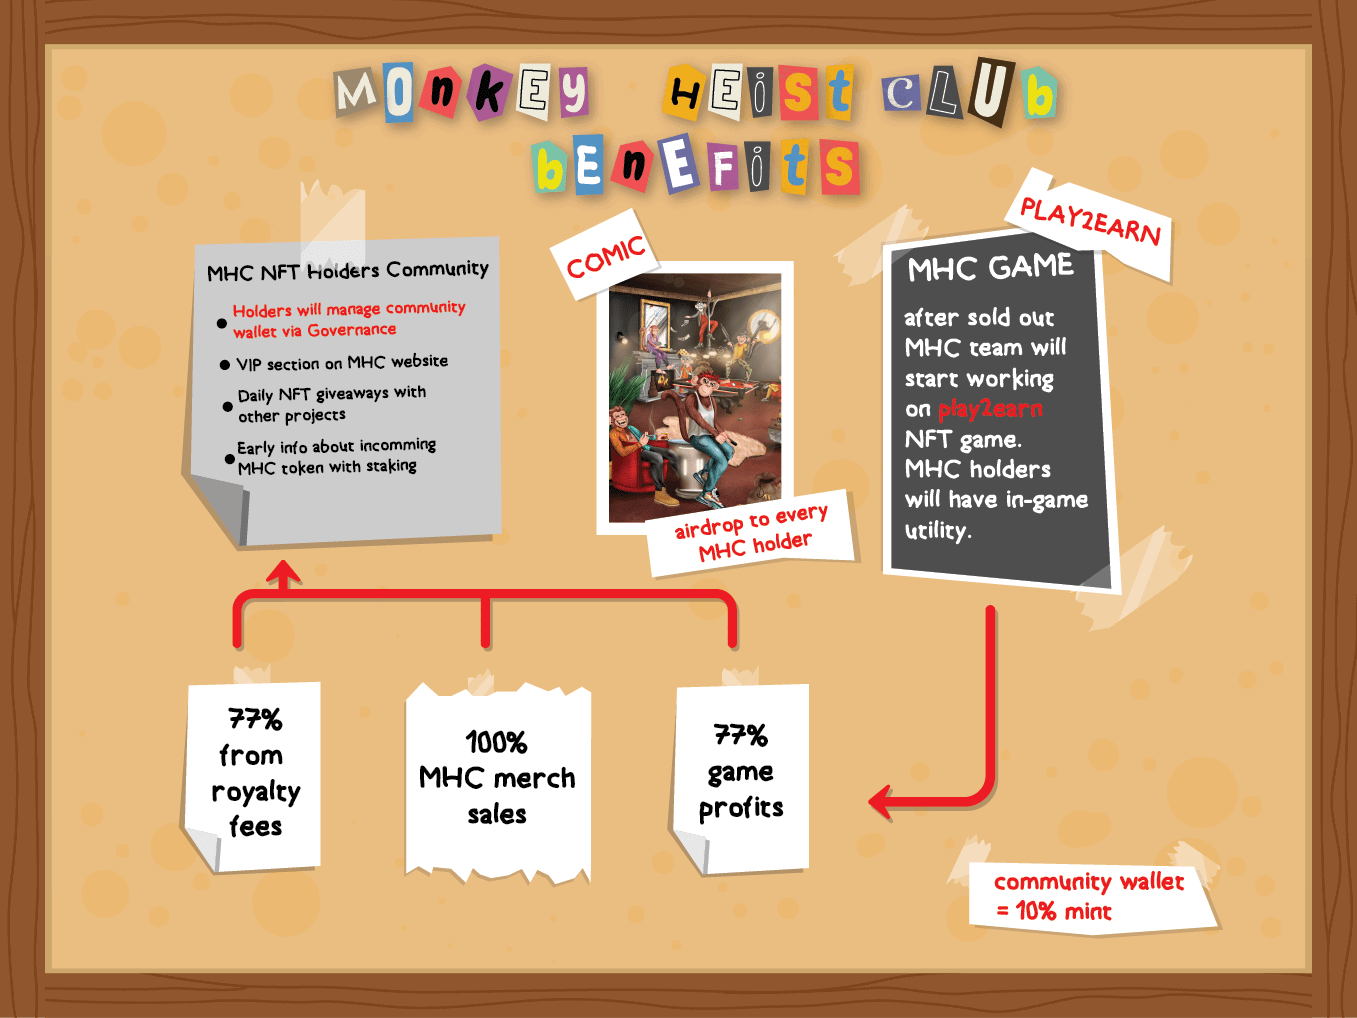 MonKEy HEiSt CLUb
bEnEFitS
MHC NFT Holders Community
Holders will manage community
wallet via Governance
VIP section on MHC website
Daily NFT giveaways with
other projects
Early info about incomming
MHC token with staking
COMIC
airdrop to every
MHC holder
PLAY2EARN
MHC GAME
after sold out
MHC team will
start working
on play2earn
NFT game.
MHC holders
will have in-game
utility.
77%
from
royalty
fees
100%
MHC merch
sales
77%
game
profits
community wallet
= 10% mint